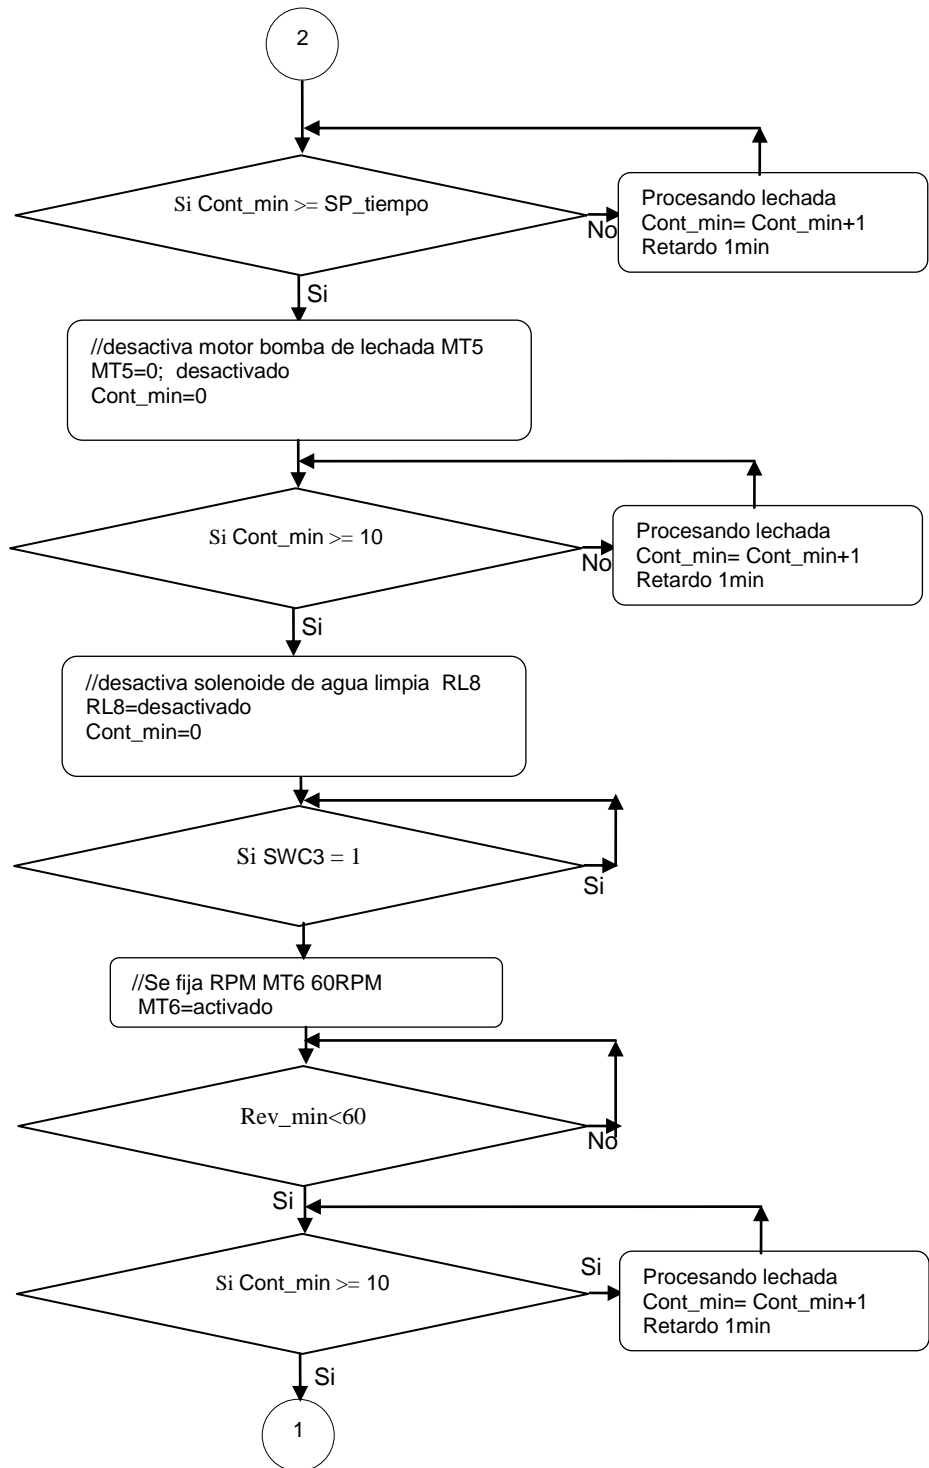 2
Si Cont_min >= SP_tiempo
No
Procesando lechada
Cont_min= Cont_min+1
Retardo 1min
Si
//desactiva motor bomba de lechada MT5
MT5=0;  desactivado
Cont_min=0
Si Cont_min >= 10
No
Procesando lechada
Cont_min= Cont_min+1
Retardo 1min
Si
//desactiva solenoide de agua limpia  RL8
RL8=desactivado
Cont_min=0
Si SWC3 = 1
Si
//Se fija RPM MT6 60RPM
MT6=activado
Rev_min<60
No
Si
Si Cont_min >= 10
Si
Procesando lechada
Cont_min= Cont_min+1
Retardo 1min
Si
1